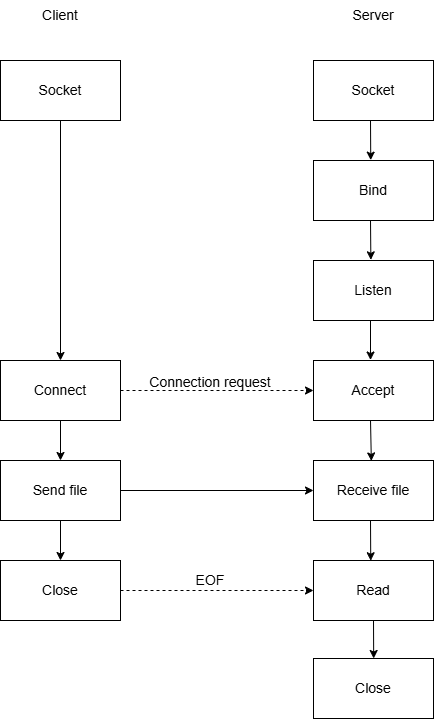 Client
Server
Socket
Socket
Bind
Listen
Connect
Connection request
Accept
Send file
Receive file
Close
EOF
Read
Close